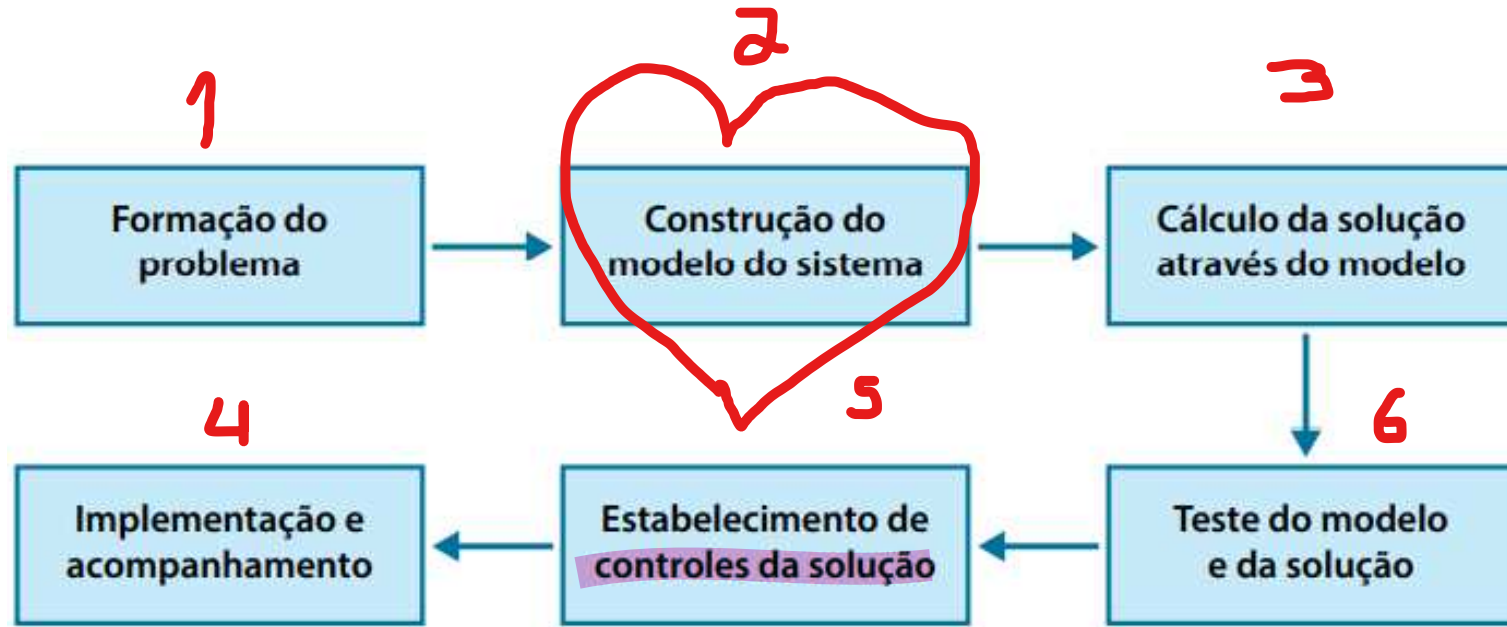 2
1
3
Formação do
problema
Construção do
modelo do sistema
Cálculo da solução
através do modelo
4
5
6
Implementação e
acompanhamento
Estabelecimento de
controles da solução
Teste do modelo
e da solução